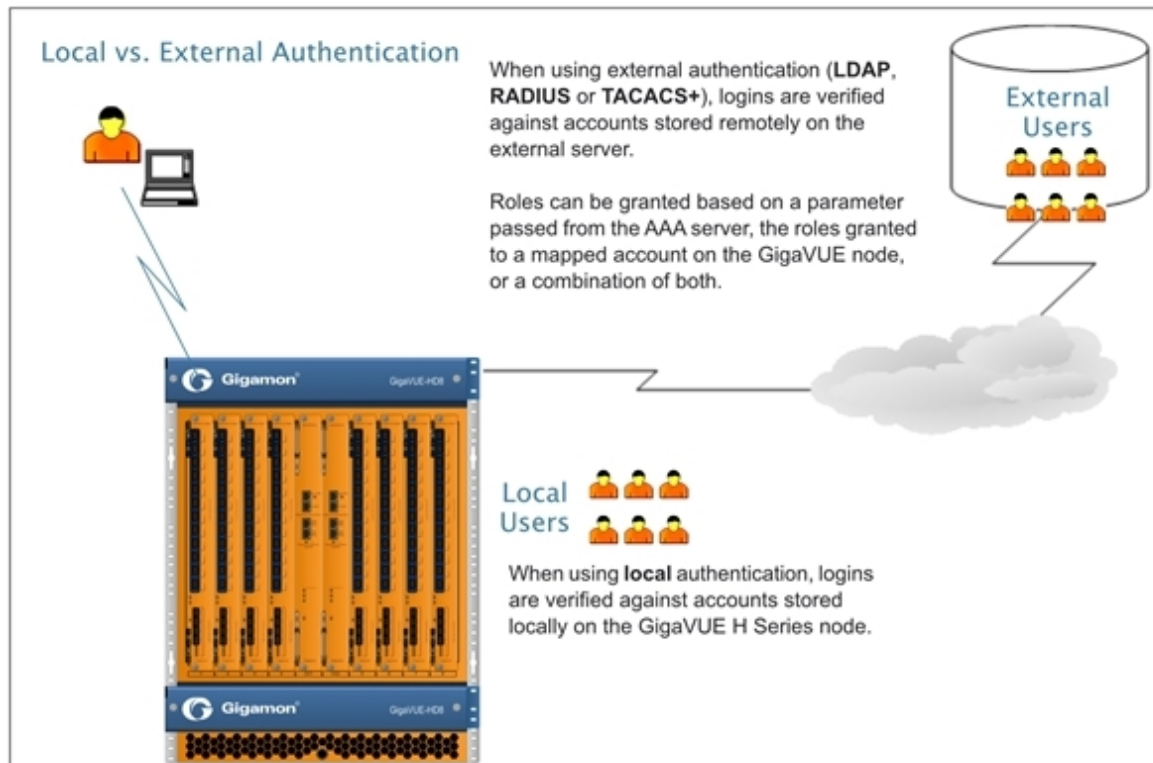 Local vs. External Authentication
When using external authentication (LDAP,
RADIUS or TACACS+), logins are verified
against accounts stored remotely on the
external server.
Roles can be granted based on a parameter
passed from the AAA server, the roles granted
to a mapped account on the GigaVUE node,
or a combination of both.
External
Users
Gigamon®
GigaVUE-HD8
Local
Users
When using local authentication, logins
are verified against accounts stored
locally on the GigaVUE H Series node.
Gigamon®
GigaVUE-HD8